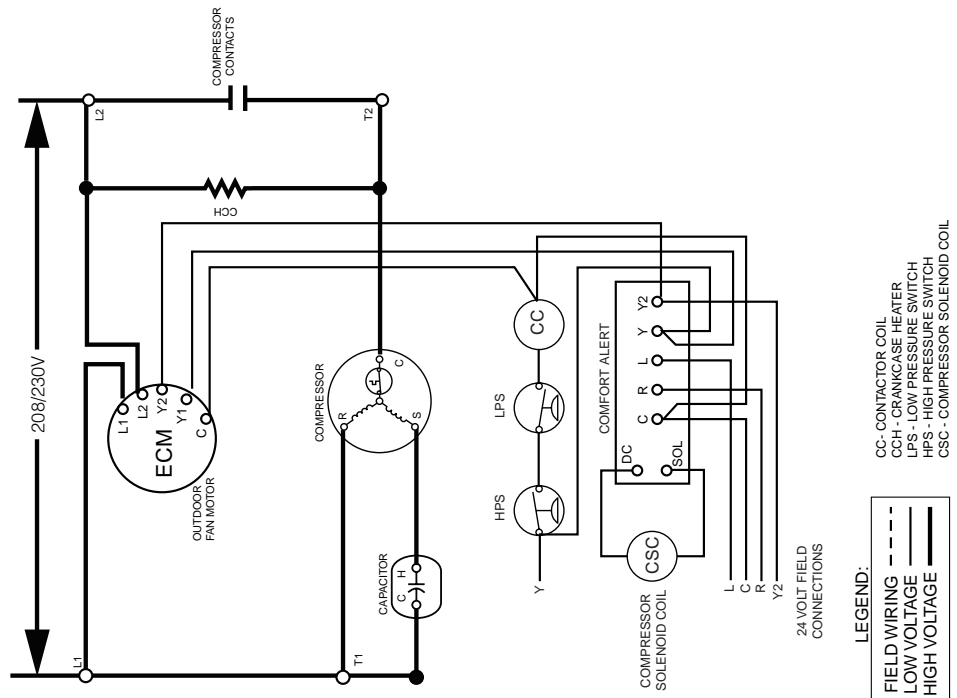 208/230V
L1
L2
COMPRESSOR
CONTACTS
T2
CCH
L1
L2
Y2
Y1
C
ECM
OUTDOOR
FAN MOTOR
COMPRESSOR
R
S
C
T1
CAPACITOR
C
H
HPS
LPS
CC
Y
COMFORT ALERT
DC
SOL
C
R
L
Y
Y2
CSC
COMPRESSOR
SOLENOID COIL
L
C
R
Y2
24 VOLT FIELD
CONNECTIONS
LEGEND:
FIELD WIRING
LOW VOLTAGE
HIGH VOLTAGE
CC- CONTACTOR COIL
CCH - CRANKCASE HEATER
LPS - LOW PRESSURE SWITCH
HPS - HIGH PRESSURE SWITCH
CSC - COMPRESSOR SOLENOID COIL